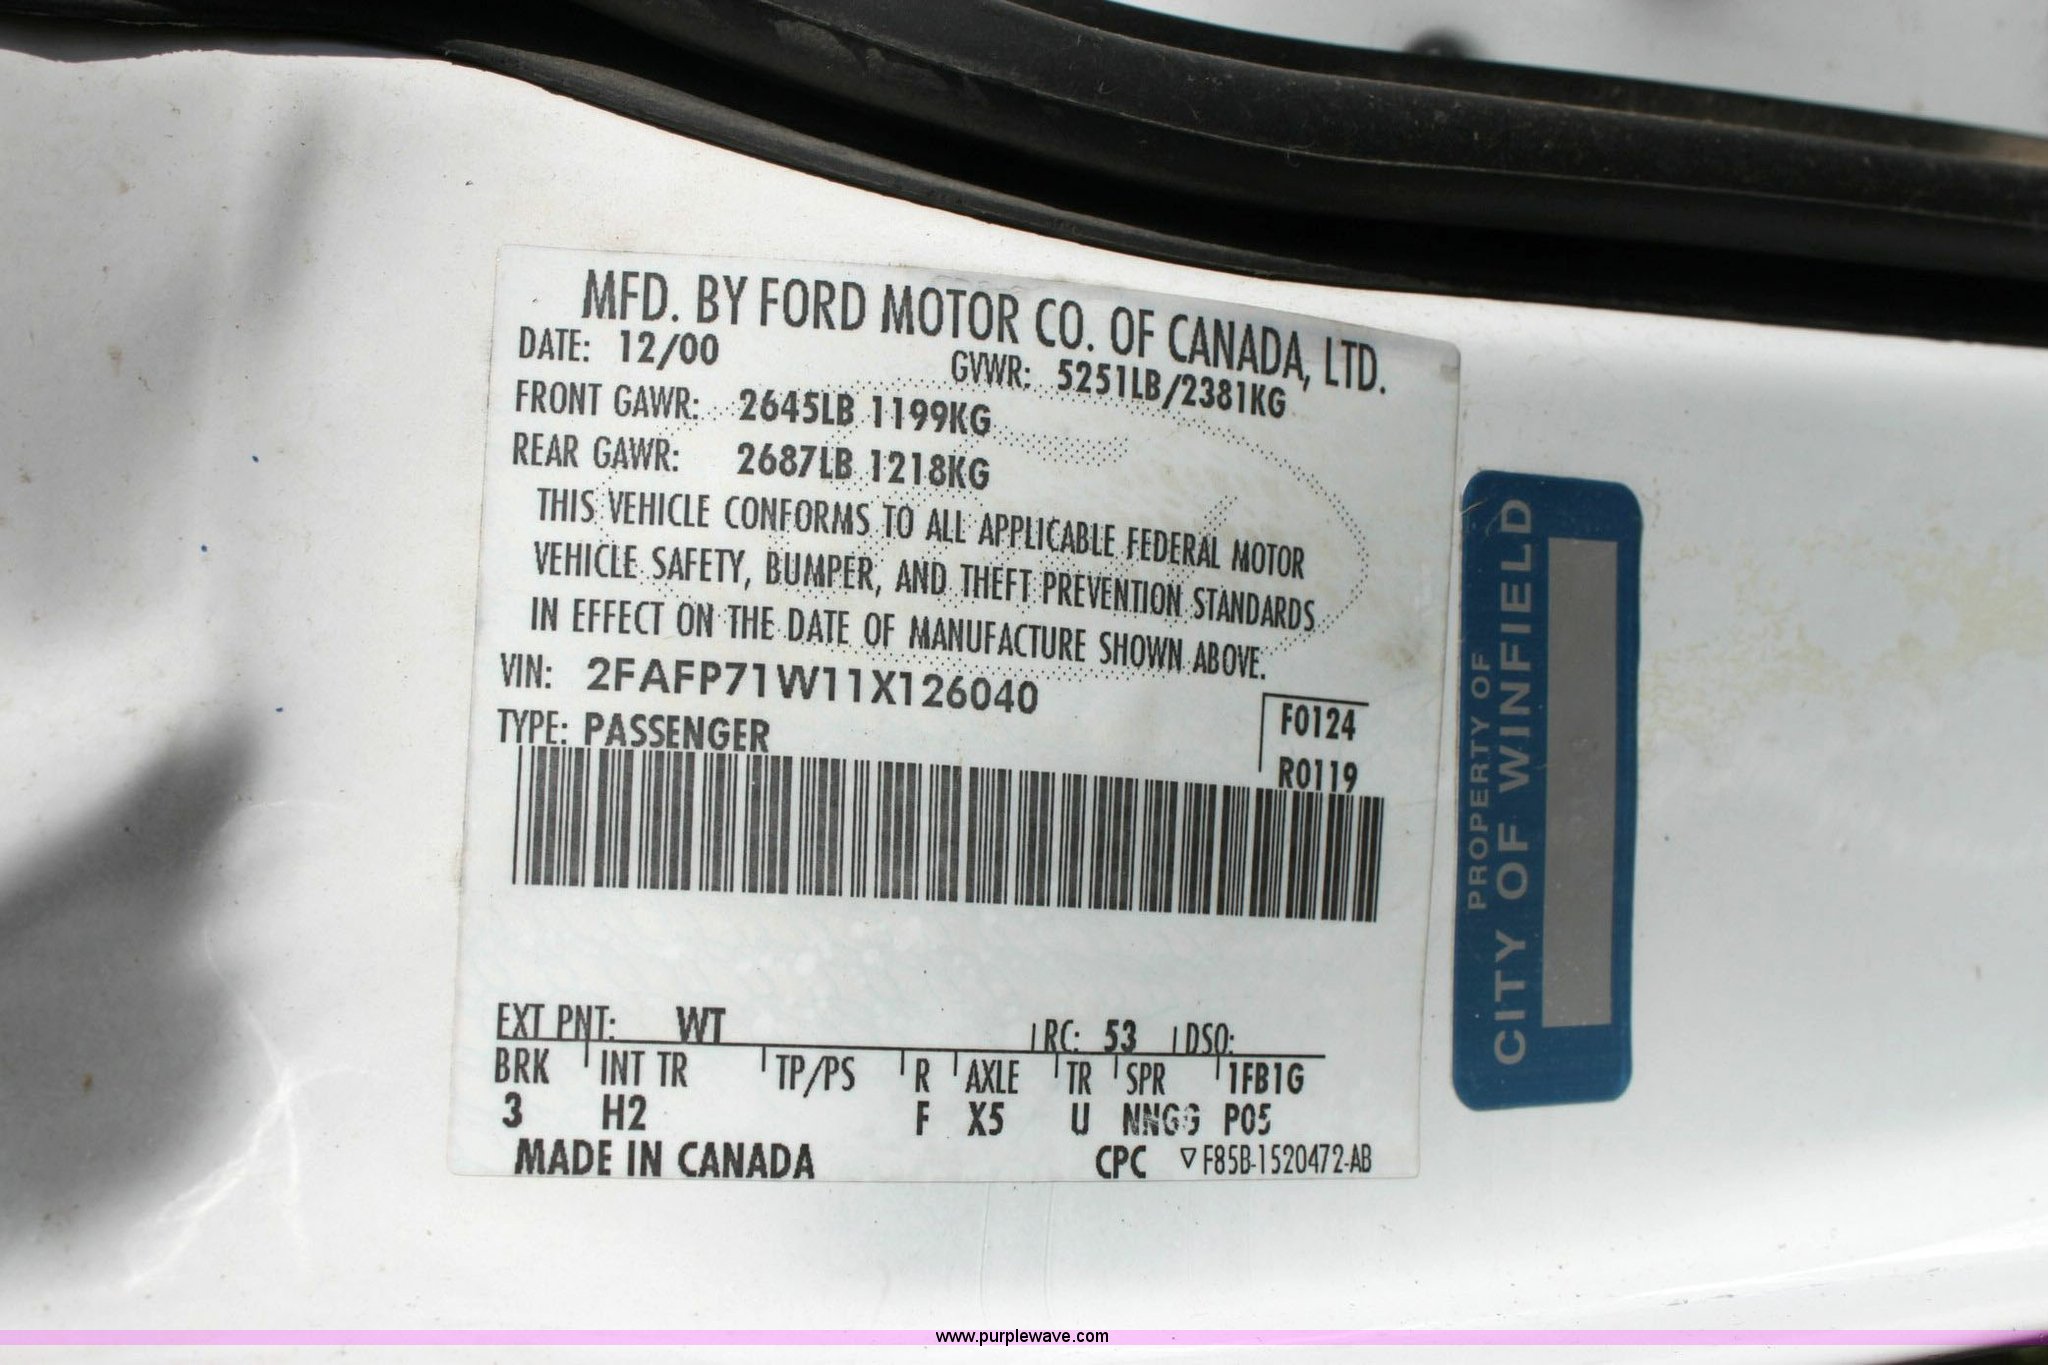 MFD. BY FORD MOTOR CO. OF CANADA, LTD.
DATE: 12/00 GVWR: 5251LB/2381KG
FRONT GAWR: 2645LB 1199KG
REAR GAWR: 2687LB 1218KG
THIS VEHICLE CONFORMS TO ALL APPLICABLE FEDERAL MOTOR
VEHICLE SAFETY, BUMPER, AND THEFT PREVENTION STANDARDS
IN EFFECT ON THE DATE OF MANUFACTURE SHOWN ABOVE.
VIN: 2FAFP71W11X126040
TYPE: PASSENGER
F0124
R0119
EXT PNT: WT RC: 53 DSO:
BRK INT TR TP/PS R AXLE TR SPR 1FB1G
3 H2 F X5 U NNGG P05
MADE IN CANADA CPC ▽ F85B-1520472-AB
PROPERTY OF
CITY OF WINFIELD
www.purplewave.com